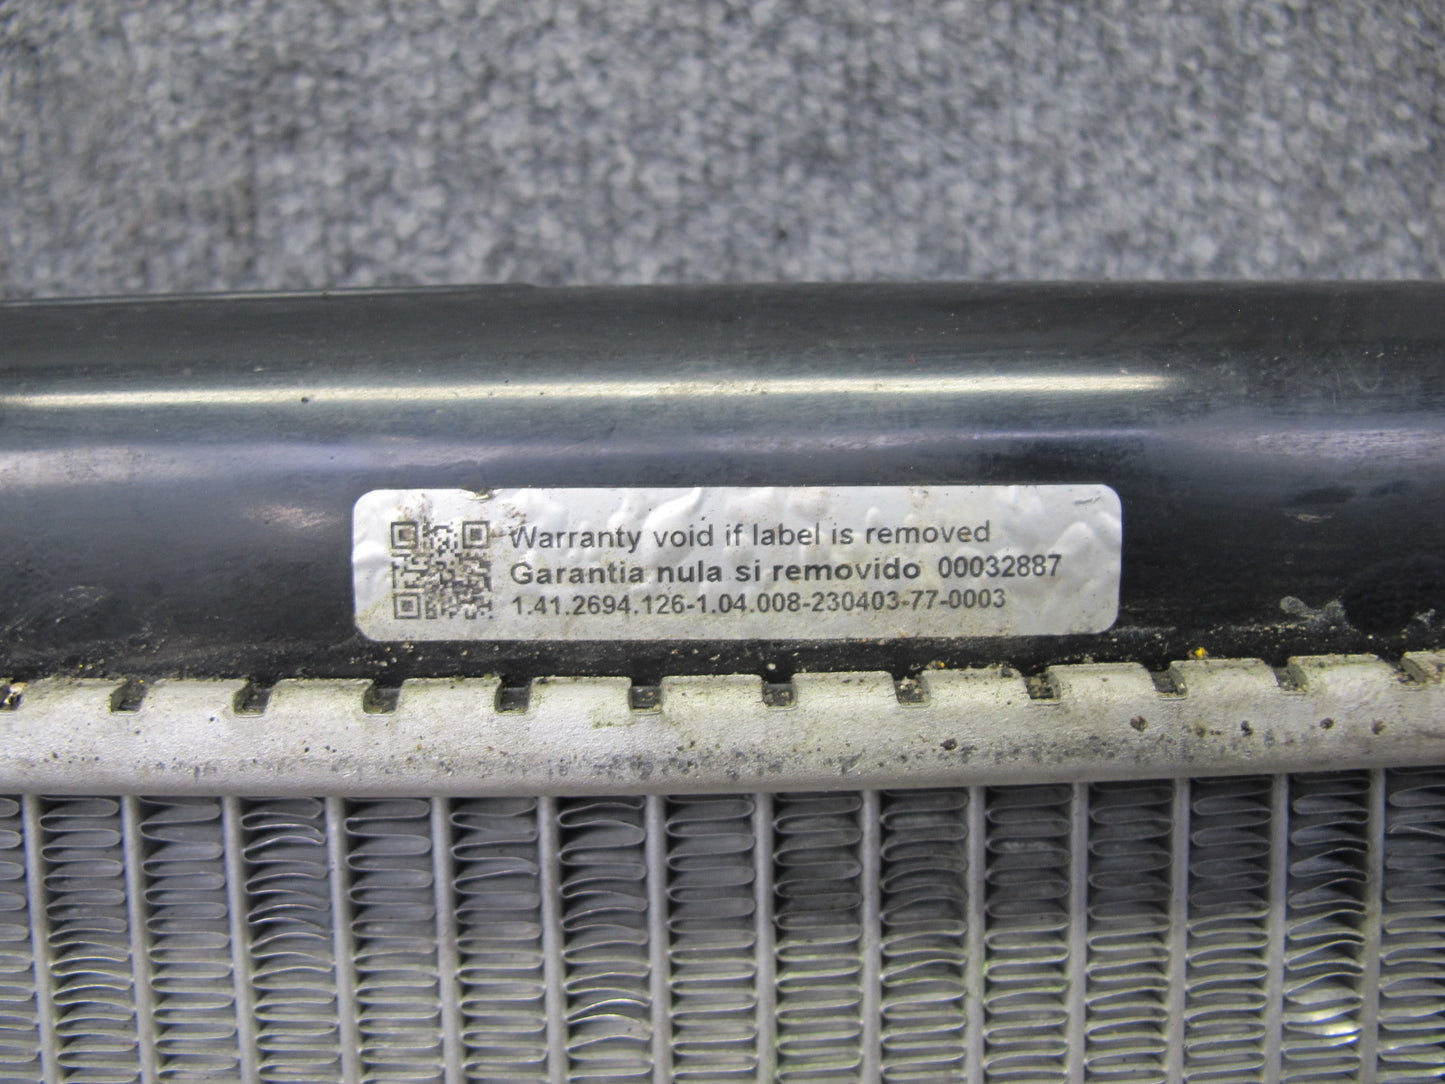 Warranty void if label is removed
Garantia nula si removido 00032887
1.41.2694.126-1.04.008-230403-77-0003